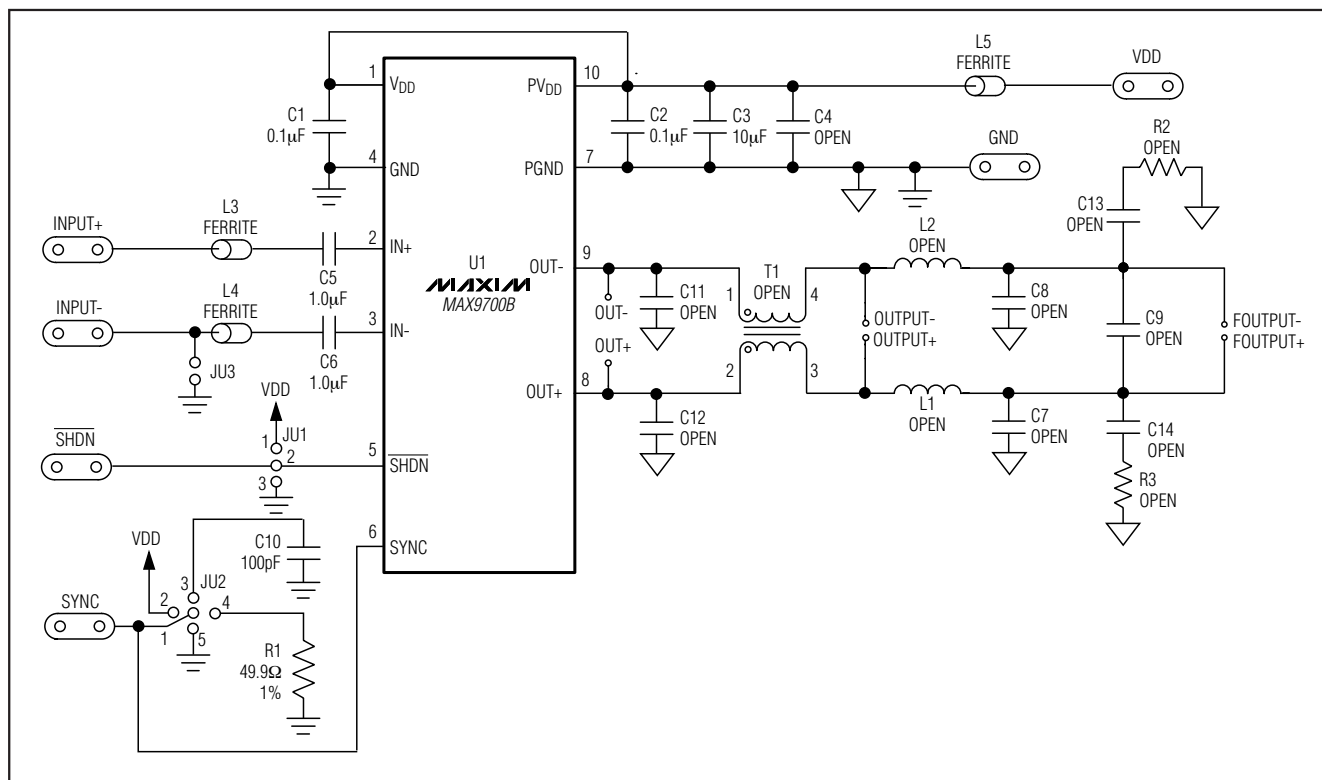 L5
FERRITE
VDD
1
VDD
10
PVDD
C1
0.1µF
C2
0.1µF
C3
10µF
C4
OPEN
R2
OPEN
4
GND
7
PGND
GND
C13
OPEN
INPUT+
L3
FERRITE
2
IN+
C5
1.0µF
U1
MAXIM
MAX9700B
9
OUT-
L2
OPEN
INPUT-
L4
FERRITE
3
IN-
C6
1.0µF
JU3
OUT-
OUT+
C11
OPEN
1
T1
OPEN
4
2
3
OUTPUT-
OUTPUT+
C8
OPEN
C9
OPEN
FOUTPUT-
FOUTPUT+
8
OUT+
C12
OPEN
L1
OPEN
C7
OPEN
C14
OPEN
R3
OPEN
VDD
SHDN
1
JU1
2
3
5
SHDN
6
SYNC
VDD
C10
100pF
SYNC
3
JU2
2
4
1
5
R1
49.9Ω
1%